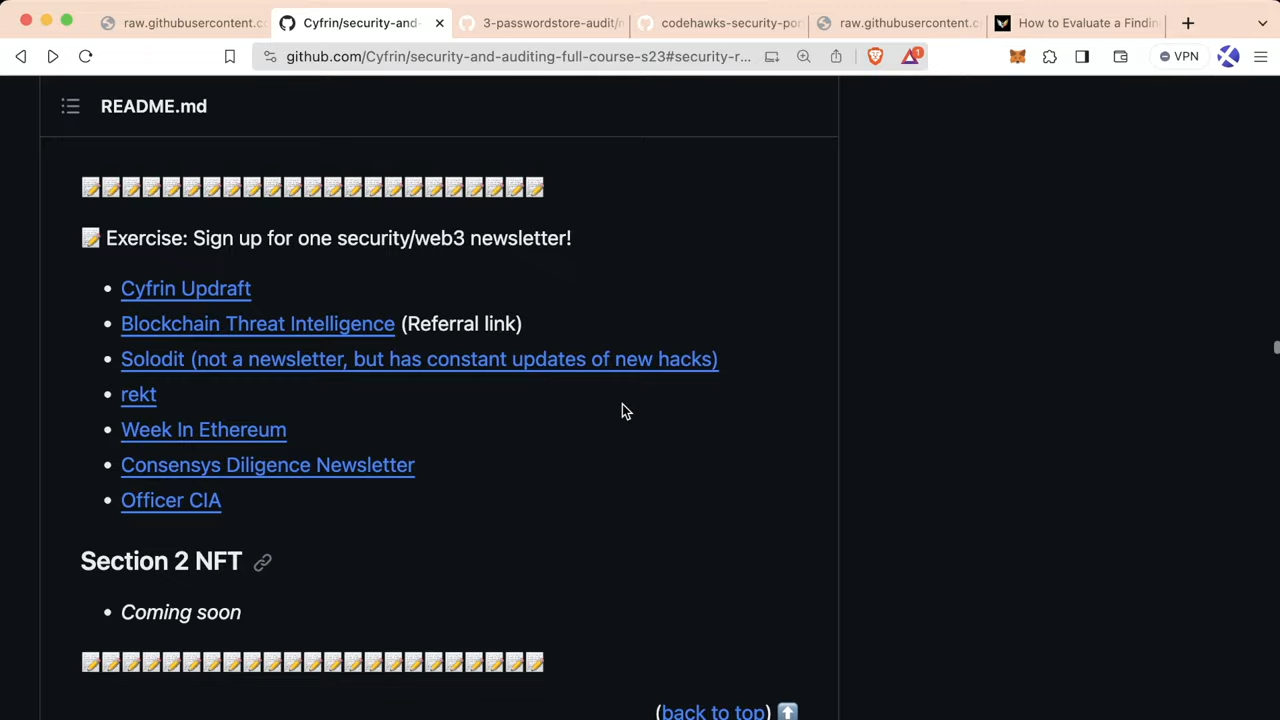 raw.githubusercontent.c
Cyfrin/security-and-
3-passwordstore-audit/r
codehawks-security-por
raw.githubusercontent.c
How to Evaluate a Findin
github.com/Cyfrin/security-and-auditing-full-course-s23#security-r...
1
VPN
README.md
📝📝📝📝📝📝📝📝📝📝📝📝📝📝📝📝📝📝📝📝📝📝📝
📝 Exercise: Sign up for one security/web3 newsletter!
• Cyfrin Updraft
• Blockchain Threat Intelligence (Referral link)
• Solodit (not a newsletter, but has constant updates of new hacks)
• rekt
• Week In Ethereum
• Consensys Diligence Newsletter
• Officer CIA
Section 2 NFT
• Coming soon
📝📝📝📝📝📝📝📝📝📝📝📝📝📝📝📝📝📝📝📝📝📝📝
(back to top) ⬆️